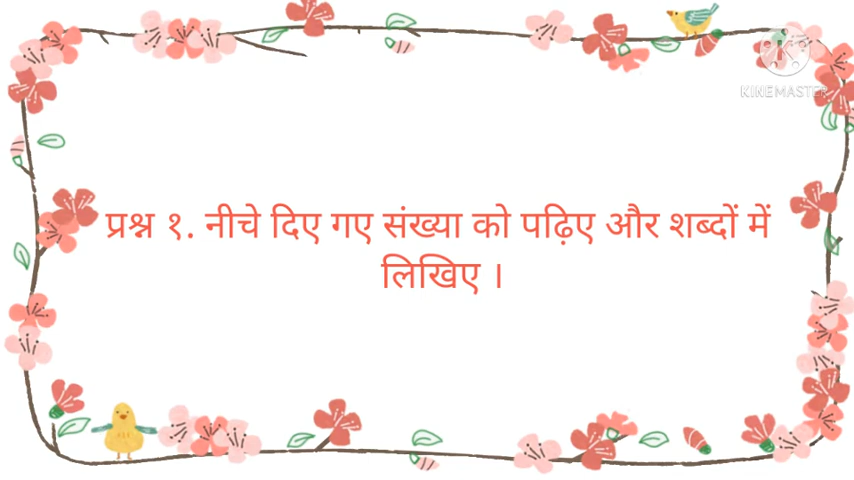 KINEMASTER
प्रश्न १. नीचे दिए गए संख्या को पढ़िए और शब्दों में
लिखिए ।